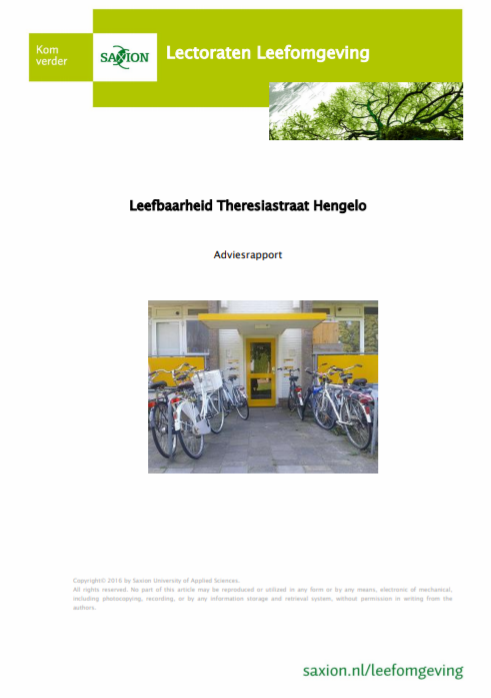 Kom
verder
SAXION
Lectoraten Leefomgeving
Leefbaarheid Theresiastraat Hengelo
Adviesrapport
Copyright© 2016 by Saxion University of Applied Sciences.
All rights reserved. No part of this article may be reproduced or utilized in any form or by any means, electronic of mechanical,
including photocopying, recording, or by any information storage and retrieval system, without permission in writing from the
authors.
saxion.nl/leefomgeving